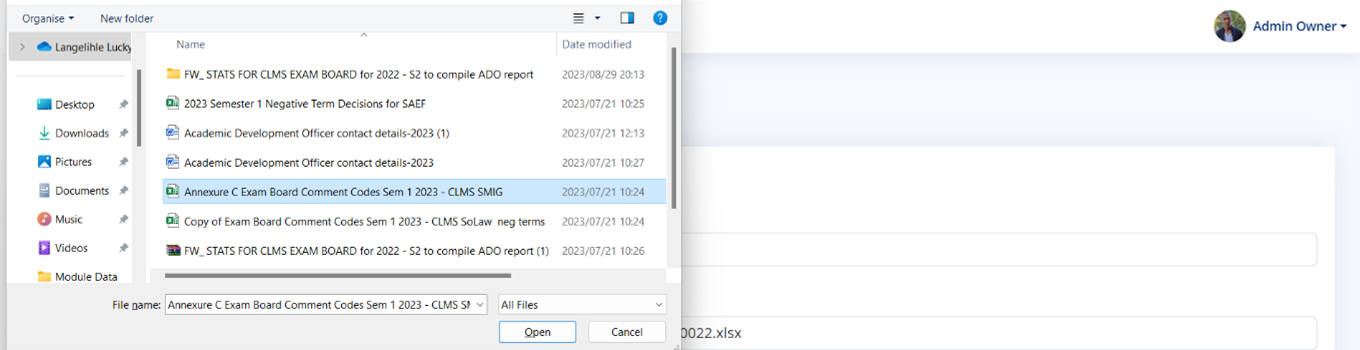 Organise New folder
Admin Owner
Langelihle Lucky
Name Date modified
FW_ STATS FOR CLMS EXAM BOARD for 2022 - S2 to compile ADO report 2023/08/29 20:13
Desktop
2023 Semester 1 Negative Term Decisions for SAEF 2023/07/21 10:25
Downloads
Academic Development Officer contact details-2023 (1) 2023/07/21 12:13
Pictures
Academic Development Officer contact details-2023 2023/07/21 10:27
Documents
Annexure C Exam Board Comment Codes Sem 1 2023 - CLMS SMIG 2023/07/21 10:24
Music
Copy of Exam Board Comment Codes Sem 1 2023 - CLMS SoLaw neg terms 2023/07/21 10:24
Videos
FW_ STATS FOR CLMS EXAM BOARD for 2022 - S2 to compile ADO report (1) 2023/07/21 10:26
Module Data
File name: Annexure C Exam Board Comment Codes Sem 1 2023 - CLMS SM All Files
Open Cancel
0022.xlsx